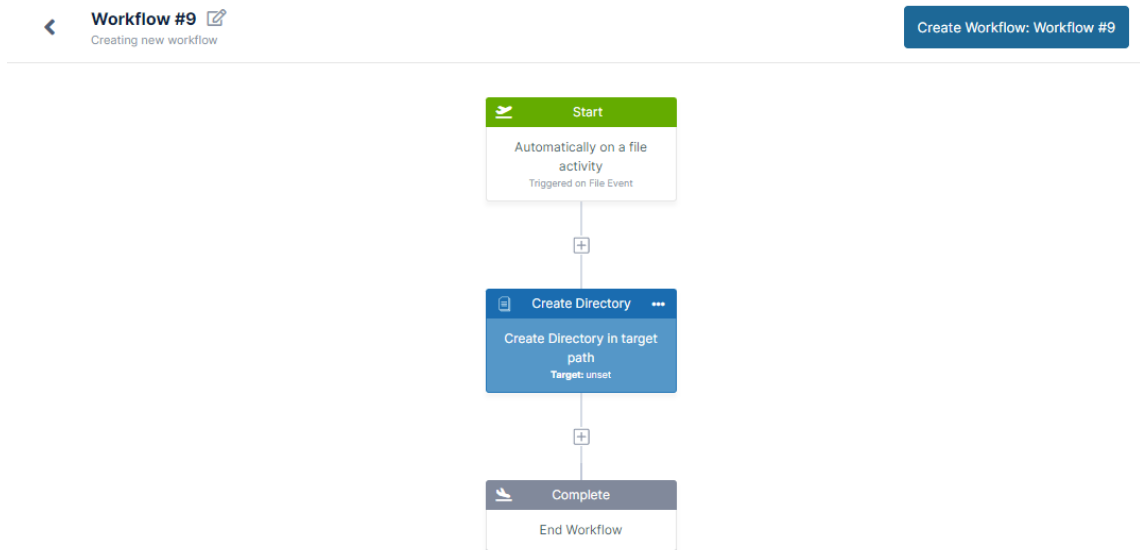 Workflow #9
Creating new workflow
Create Workflow: Workflow #9
Start
Automatically on a file
activity
Triggered on File Event
Create Directory
Create Directory in target
path
Target: unset
Complete
End Workflow